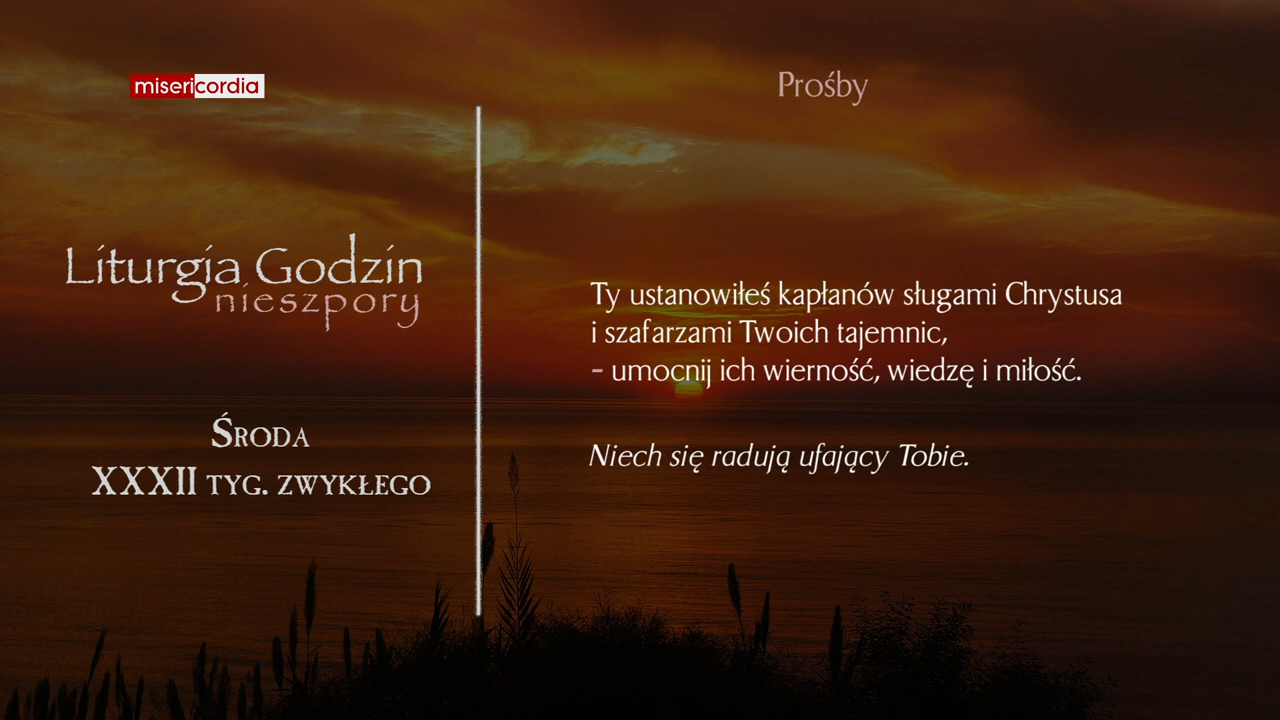 misericordia
Liturgia Godzin
nieszpory
Środa
XXXII tyg. zwykłego
Prośby
Ty ustanowiłeś kapłanów sługami Chrystusa
i szafarzami Twoich tajemnic,
- umocnij ich wierność, wiedzę i miłość.
Niech się radują ufający Tobie.